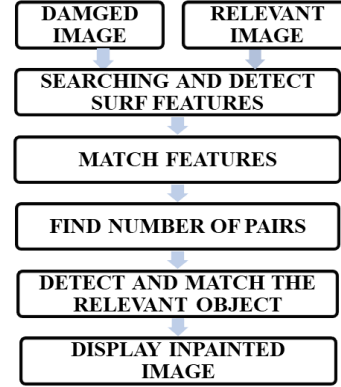 DAMGED
IMAGE
RELEVANT
IMAGE
SEARCHING AND DETECT
SURF FEATURES
MATCH FEATURES
FIND NUMBER OF PAIRS
DETECT AND MATCH THE
RELEVANT OBJECT
DISPLAY INPAINTED
IMAGE